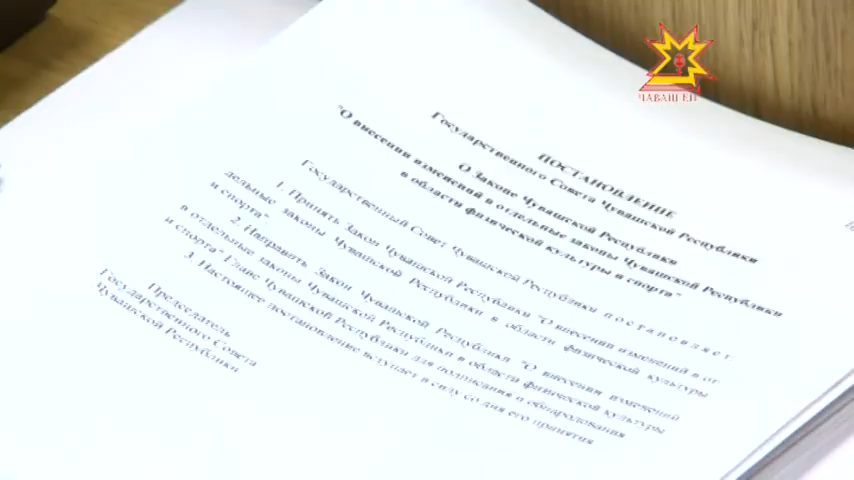 ЧАВАШ ЕН
ПОСТАНОВЛЕНИЕ
Государственного Совета Чувашской Республики
О Законе Чувашской Республики
"О внесении изменений в отдельные законы Чувашской Республики
в области физической культуры и спорта"
Государственный Совет Чувашской Республики п о с т а н о в л я е т
1. Принять Закон Чувашской Республики "О внесении изменений в от-
дельные законы Чувашской Республики в области физической культуры
и спорта"
2. Направить Закон Чувашской Республики "О внесении изменений
в отдельные законы Чувашской Республики в области физической культуры
и спорта" Главе Чувашской Республики для подписания и обнародования
3. Настоящее постановление вступает в силу со дня его принятия
Председатель
Государственного Совета
Чувашской Республики